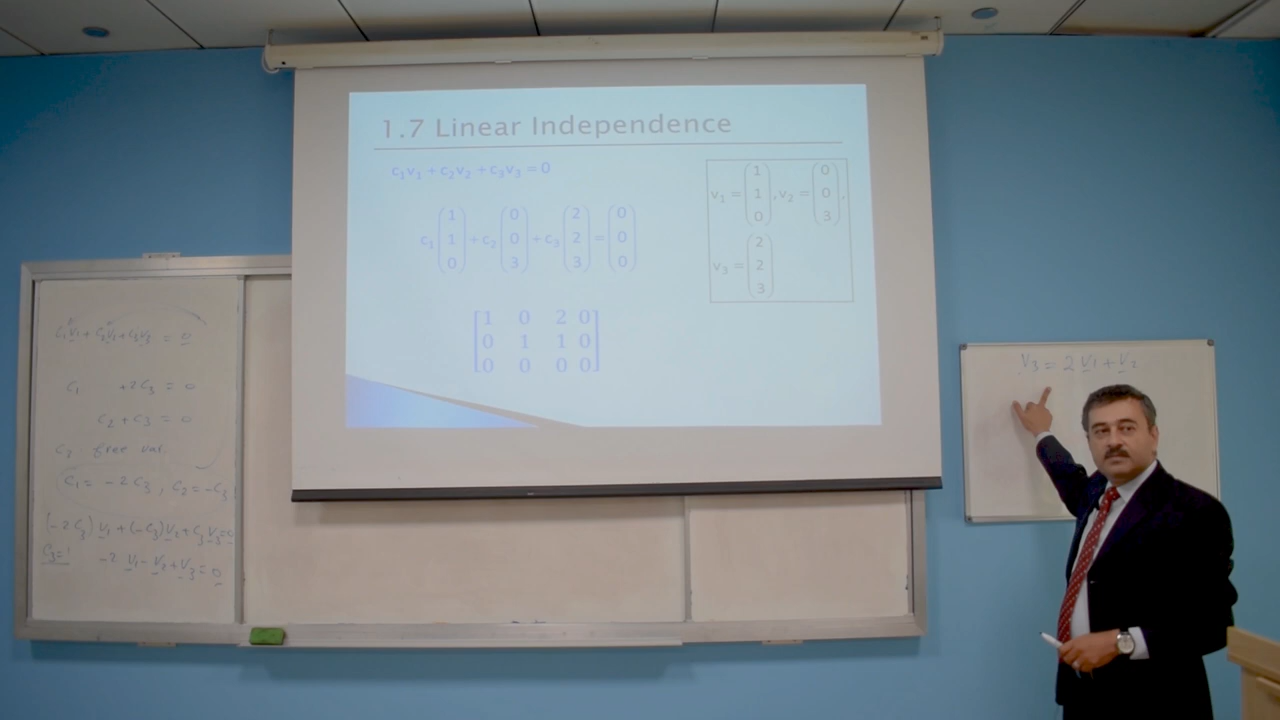 1.7 Linear Independence
c₁v₁ + c₂v₂ + c₃v₃ = 0
c₁ (1 1 0) + c₂ (0 0 3) + c₃ (2 2 3) = (0 0 0)
[1 0 2 0
0 1 1 0
0 0 0 0]
v₁ = (1 1 0), v₂ = (0 0 3),
v₃ = (2 2 3)
c₁v₁ + c₂v₂ + c₃v₃ = 0
c₁ + 2c₃ = 0
c₂ + c₃ = 0
free var.
c₁ = -2c₃, c₂ = -c₃
(-2c₃) v₁ + (-c₃) v₂ + c₃ v₃ = 0
c₃=1 -2 v₁ - v₂ + v₃ = 0
v₃ = 2 v₁ + v₂